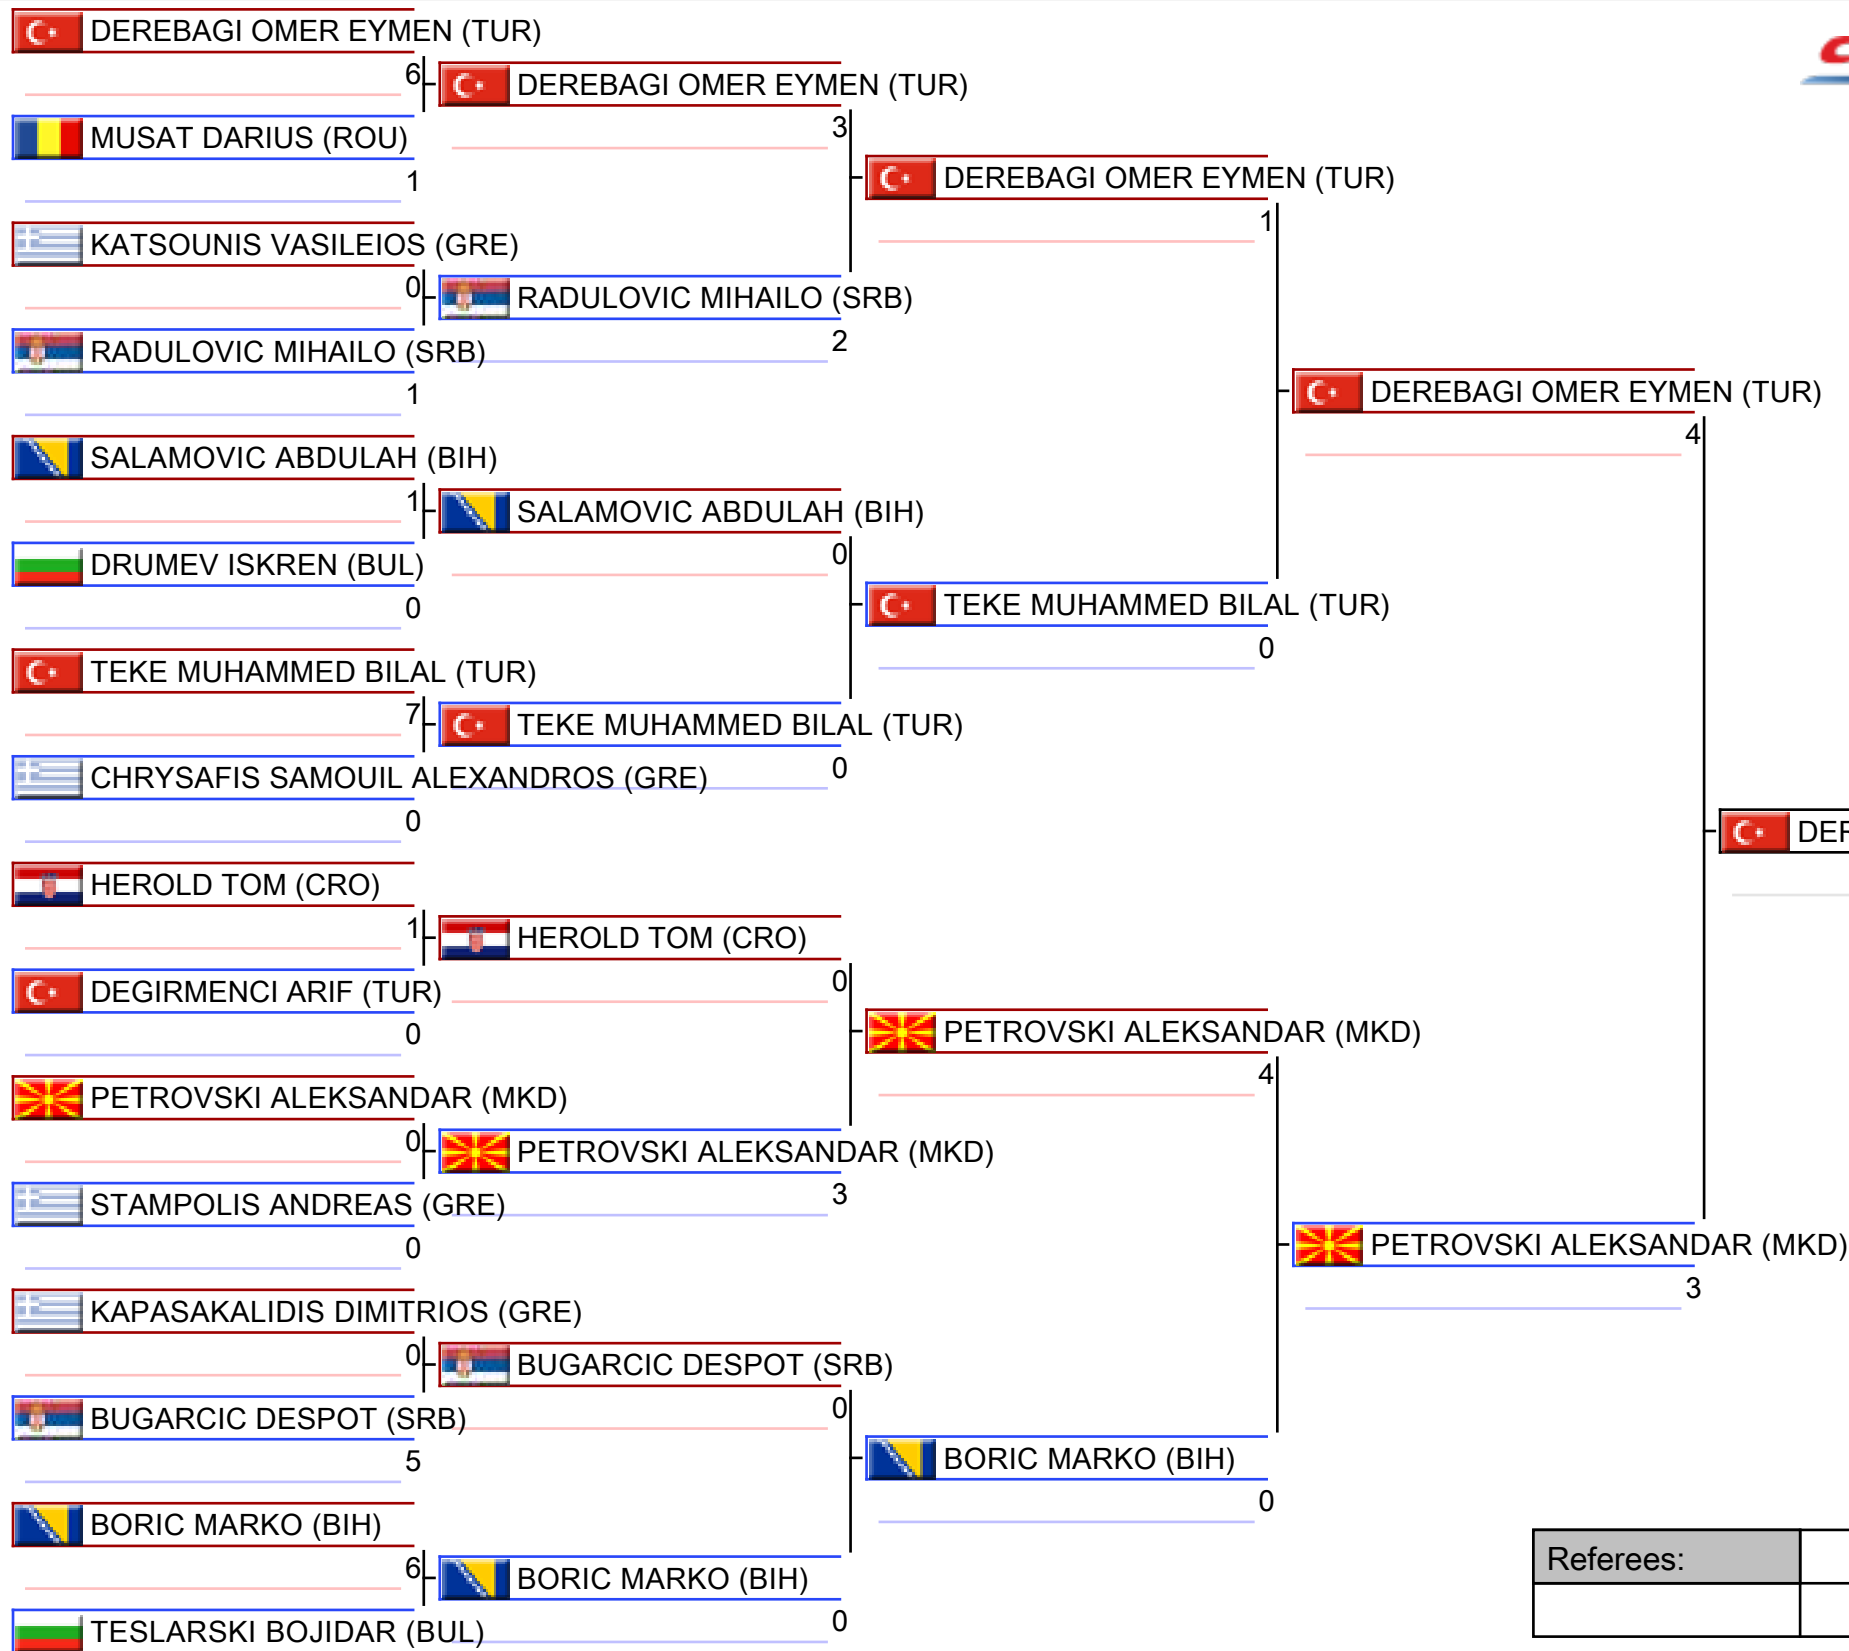 DEREBAGI OMER EYMEN (TUR)
6
MUSAT DARIUS (ROU)
1
KATSOUNIS VASILEIOS (GRE)
0
RADULOVIC MIHAILO (SRB)
1
SALAMOVIC ABDULAH (BIH)
1
DRUMEV ISKREN (BUL)
0
TEKE MUHAMMED BILAL (TUR)
7
CHRYSAFIS SAMOUIL ALEXANDROS (GRE)
0
HEROLD TOM (CRO)
1
DEGIRMENCI ARIF (TUR)
0
PETROVSKI ALEKSANDAR (MKD)
0
STAMPOLIS ANDREAS (GRE)
0
KAPASAKALIDIS DIMITRIOS (GRE)
0
BUGARCIC DESPOT (SRB)
5
BORIC MARKO (BIH)
6
TESLARSKI BOJIDAR (BUL)
DEREBAGI OMER EYMEN (TUR)
3
RADULOVIC MIHAILO (SRB)
2
SALAMOVIC ABDULAH (BIH)
0
TEKE MUHAMMED BILAL (TUR)
0
HEROLD TOM (CRO)
0
PETROVSKI ALEKSANDAR (MKD)
3
BUGARCIC DESPOT (SRB)
0
BORIC MARKO (BIH)
0
DEREBAGI OMER EYMEN (TUR)
1
TEKE MUHAMMED BILAL (TUR)
0
PETROVSKI ALEKSANDAR (MKD)
4
BORIC MARKO (BIH)
0
DEREBAGI OMER EYMEN (TUR)
4
PETROVSKI ALEKSANDAR (MKD)
3
Referees: